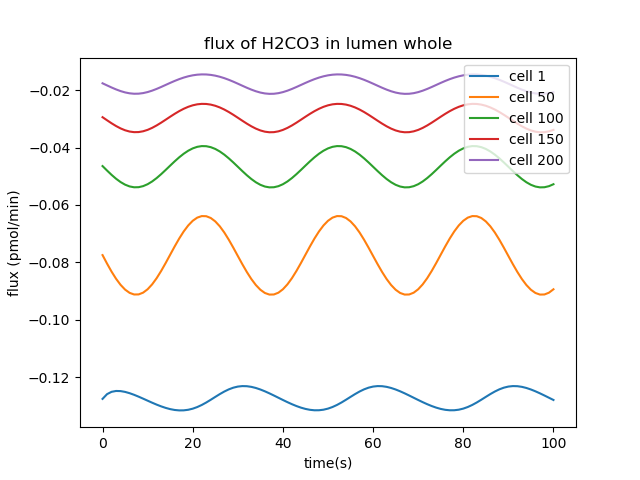 flux of H2CO3 in lumen whole
cell 1
cell 50
cell 100
cell 150
cell 200
−0.02
−0.04
−0.06
−0.08
−0.10
−0.12
flux (pmol/min)
0 20 40 60 80 100
time(s)